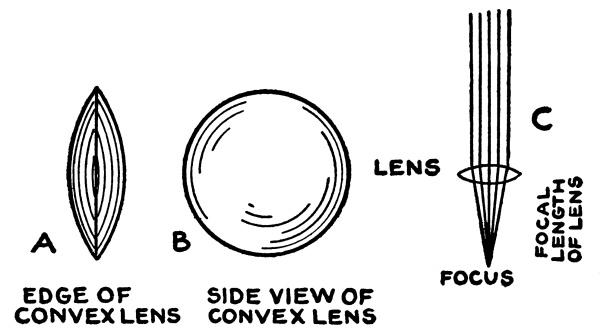 A
EDGE OF
CONVEX LENS
B
SIDE VIEW OF
CONVEX LENS
C
LENS
FOCAL
LENGTH
OF LENS
FOCUS